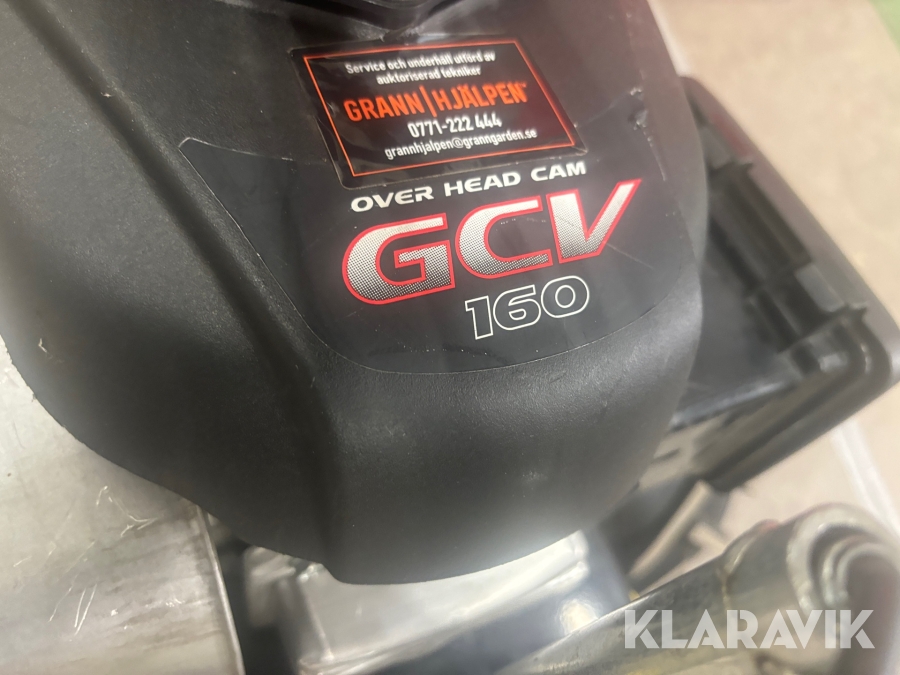 Service och underhåll utförd av
auktoriserad tekniker
GRANN|HJÄLPEN
0771-222 444
grannhjalpen@granngarden.se
OVER HEAD CAM
GCV
160
KLARAVIK